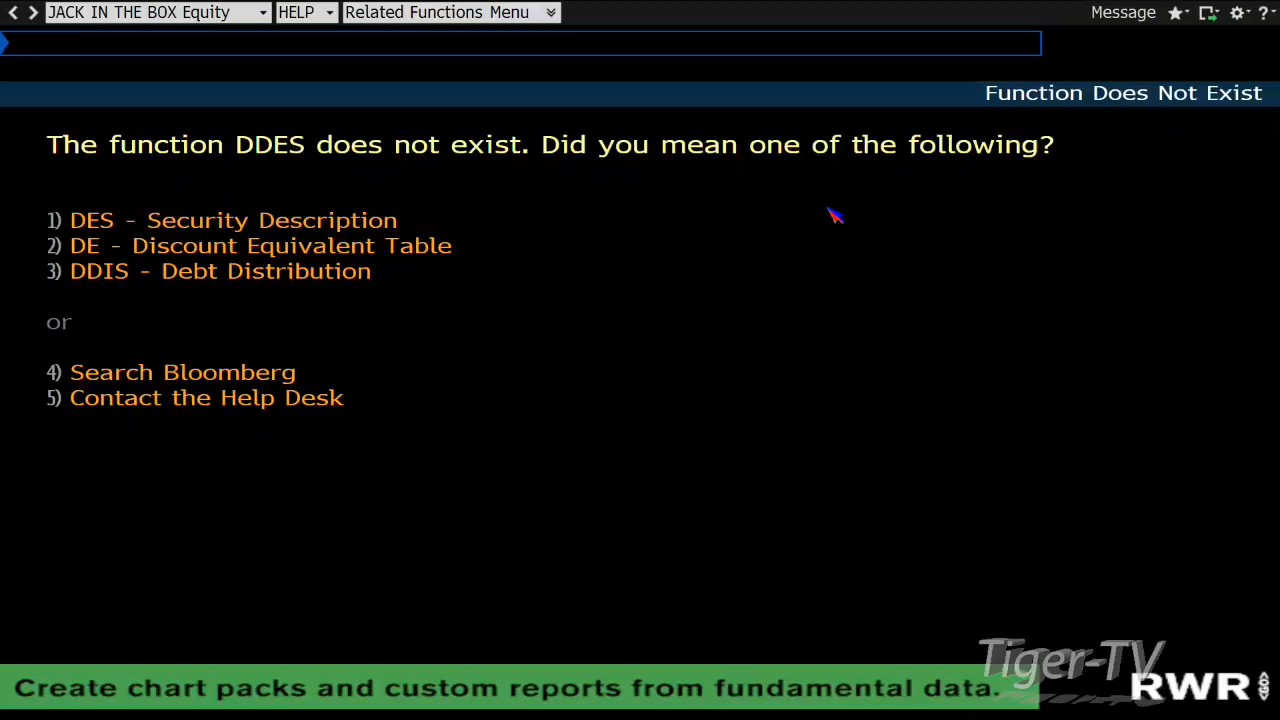 JACK IN THE BOX Equity HELP Related Functions Menu Message ?
Function Does Not Exist
The function DDES does not exist. Did you mean one of the following?
1) DES - Security Description
2) DE - Discount Equivalent Table
3) DDIS - Debt Distribution
or
4) Search Bloomberg
5) Contact the Help Desk
Tiger-TV
Create chart packs and custom reports from fundamental data.
RWR